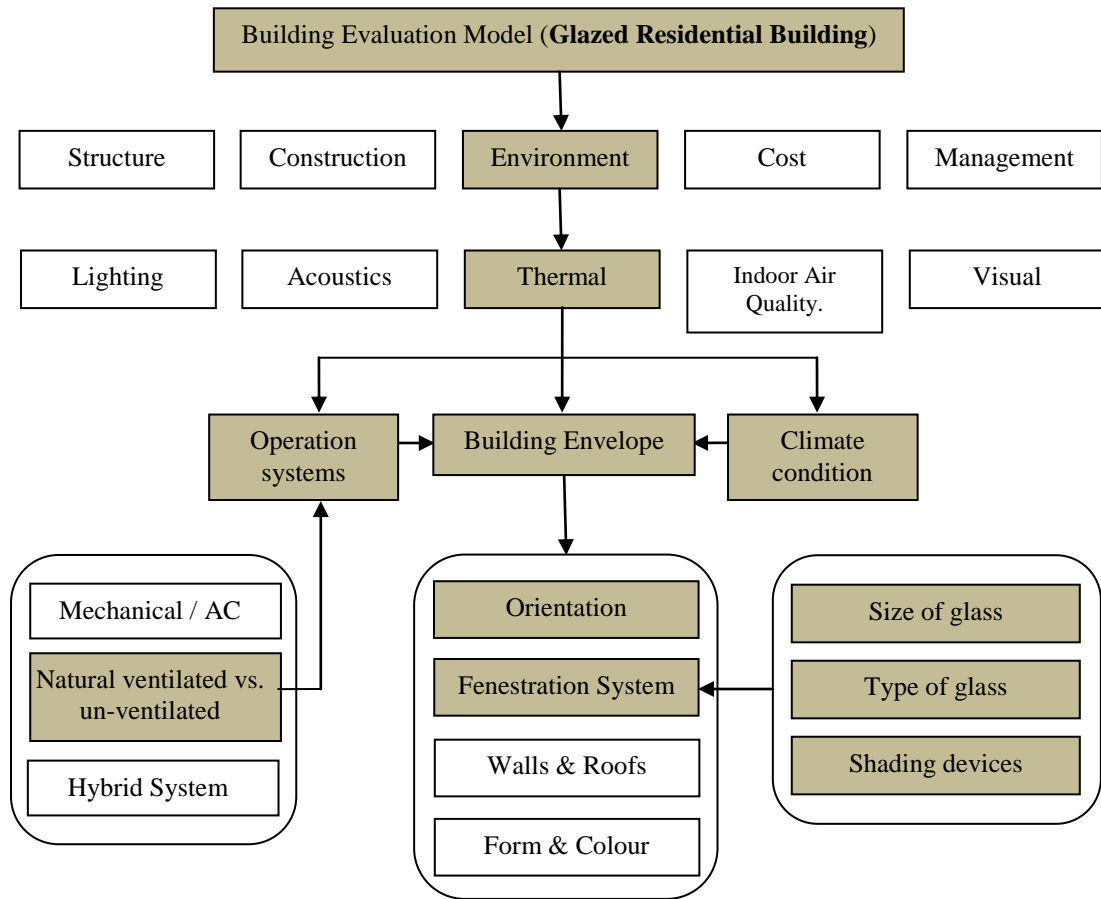 Building Evaluation Model (Glazed Residential Building)
Structure
Construction
Environment
Cost
Management
Lighting
Acoustics
Thermal
Indoor Air
Quality.
Visual
Operation
systems
Building Envelope
Climate
condition
Mechanical / AC
Natural ventilated vs.
un-ventilated
Hybrid System
Orientation
Fenestration System
Walls & Roofs
Form & Colour
Size of glass
Type of glass
Shading devices